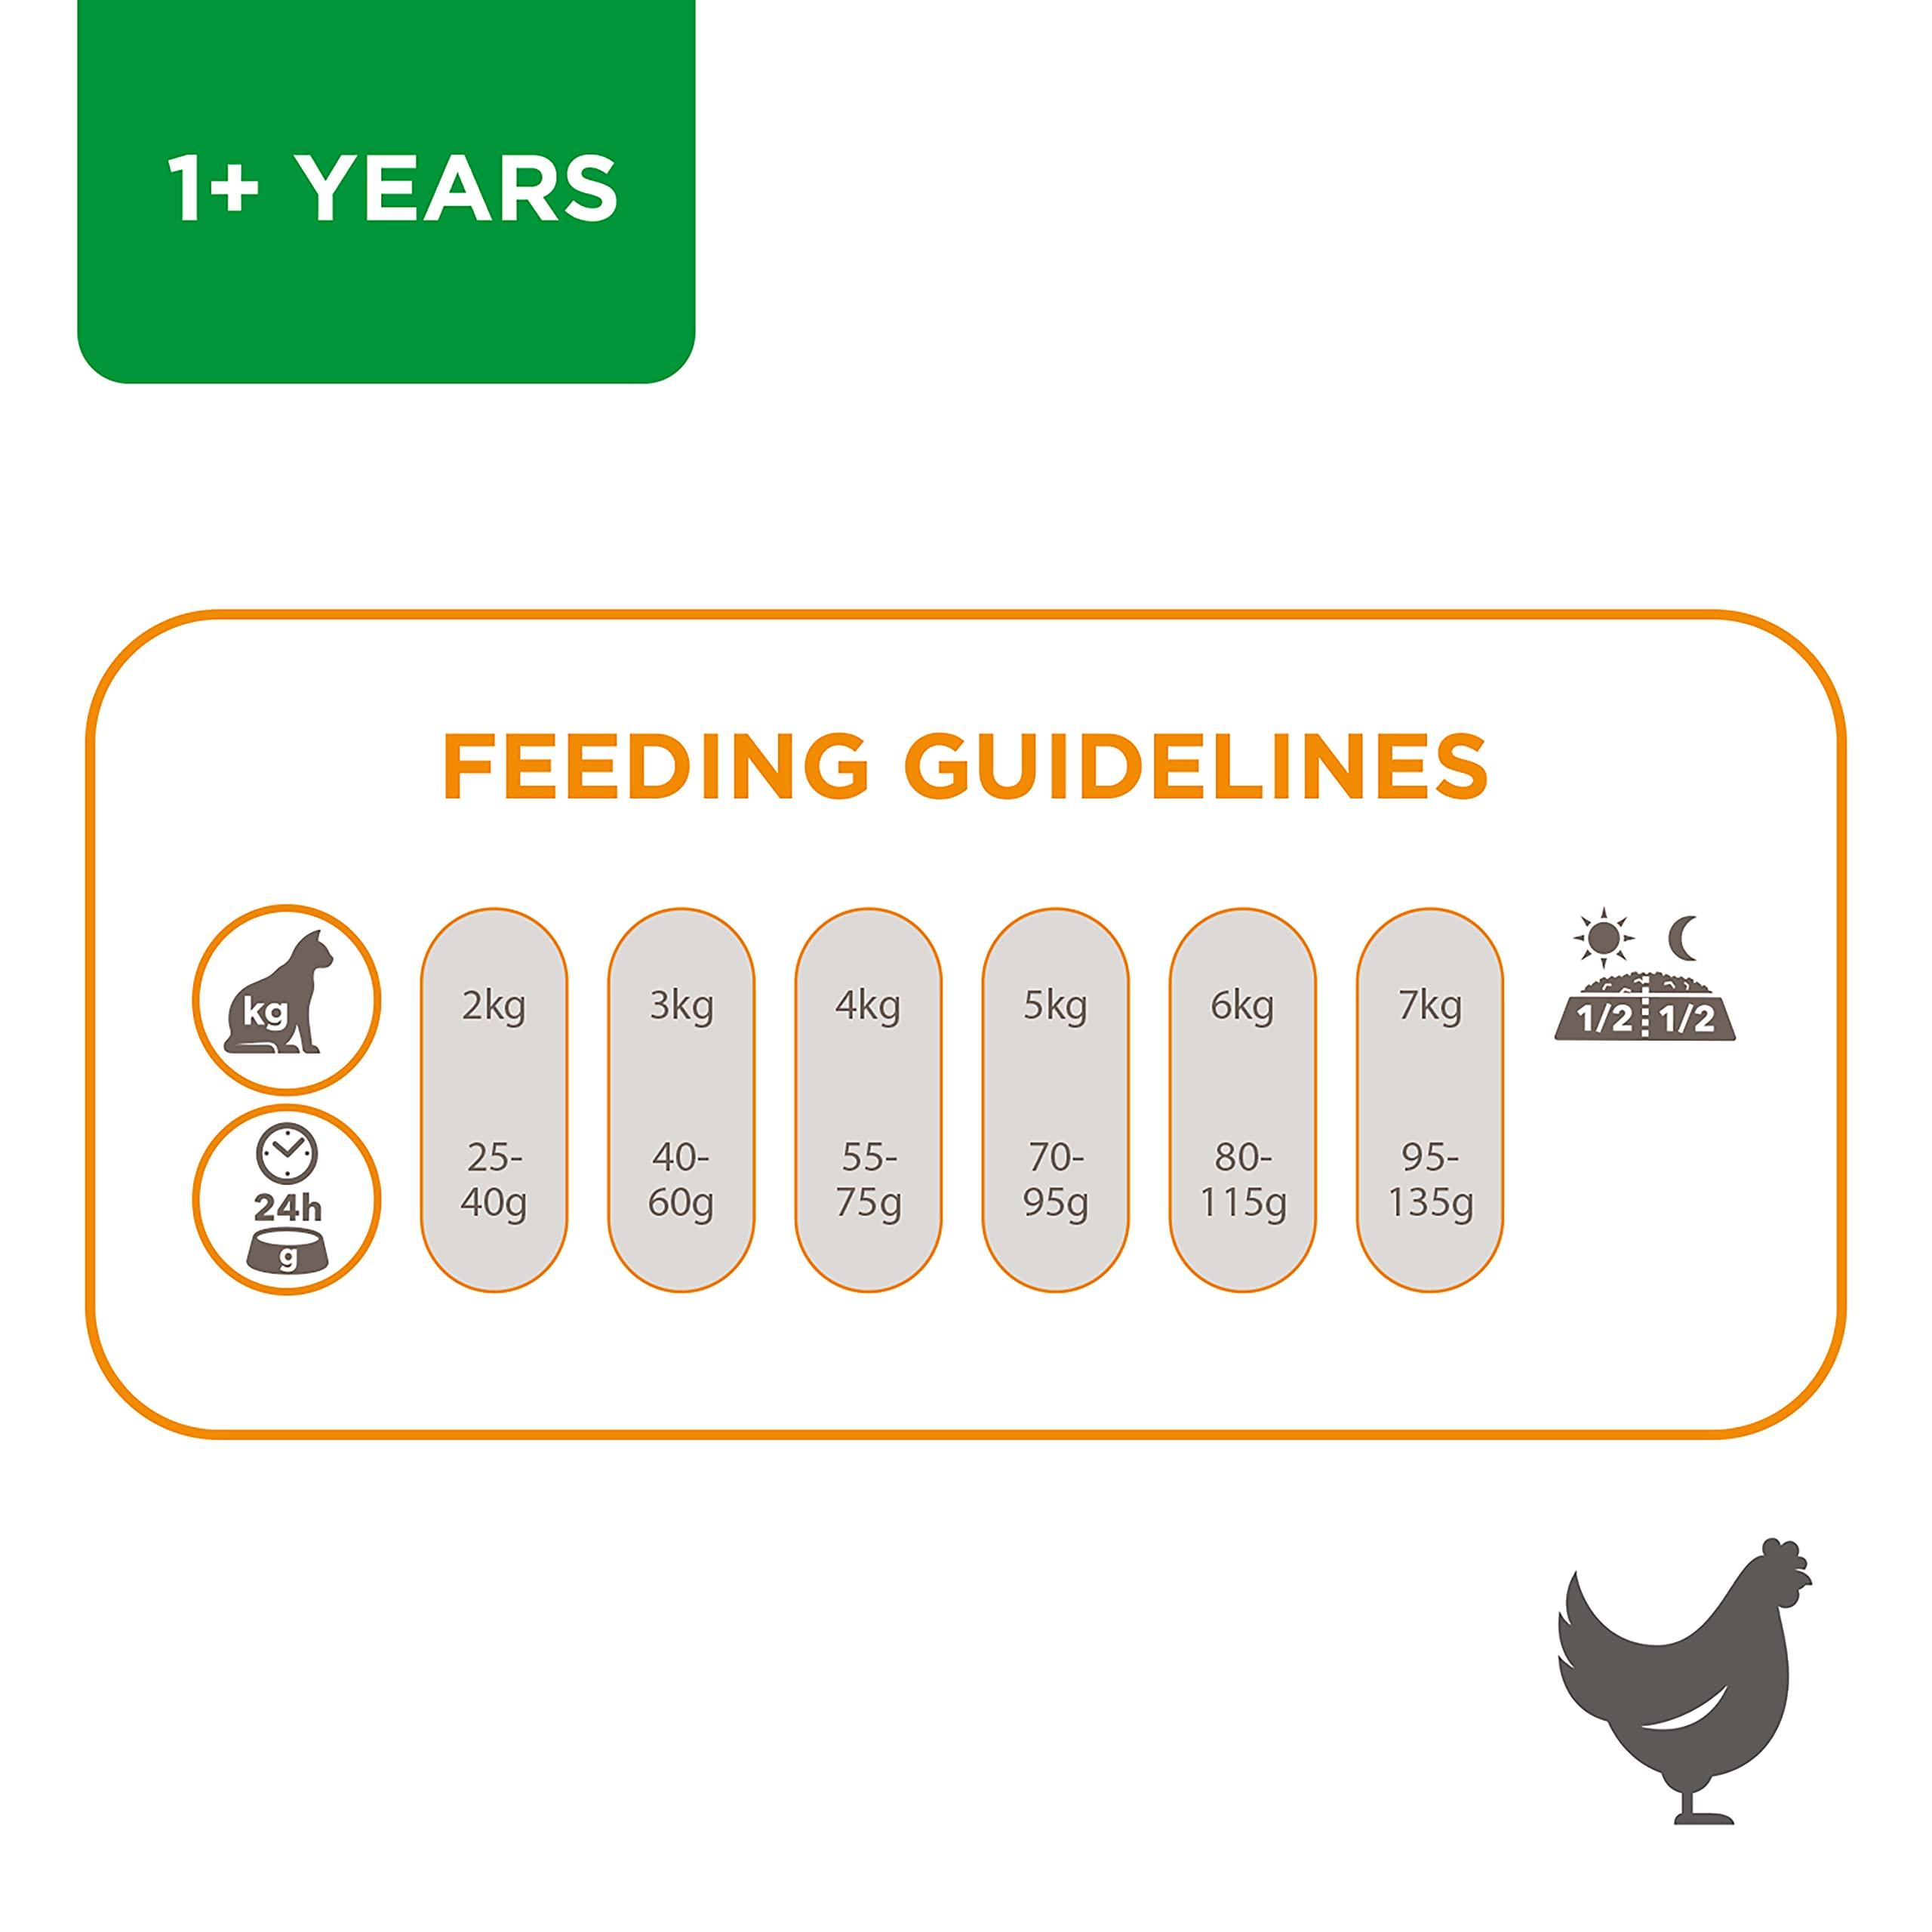 1+ YEARS
FEEDING GUIDELINES
kg
2kg
3kg
4kg
5kg
6kg
7kg
1/2 1/2
24h
g
25-
40g
40-
60g
55-
75g
70-
95g
80-
115g
95-
135g